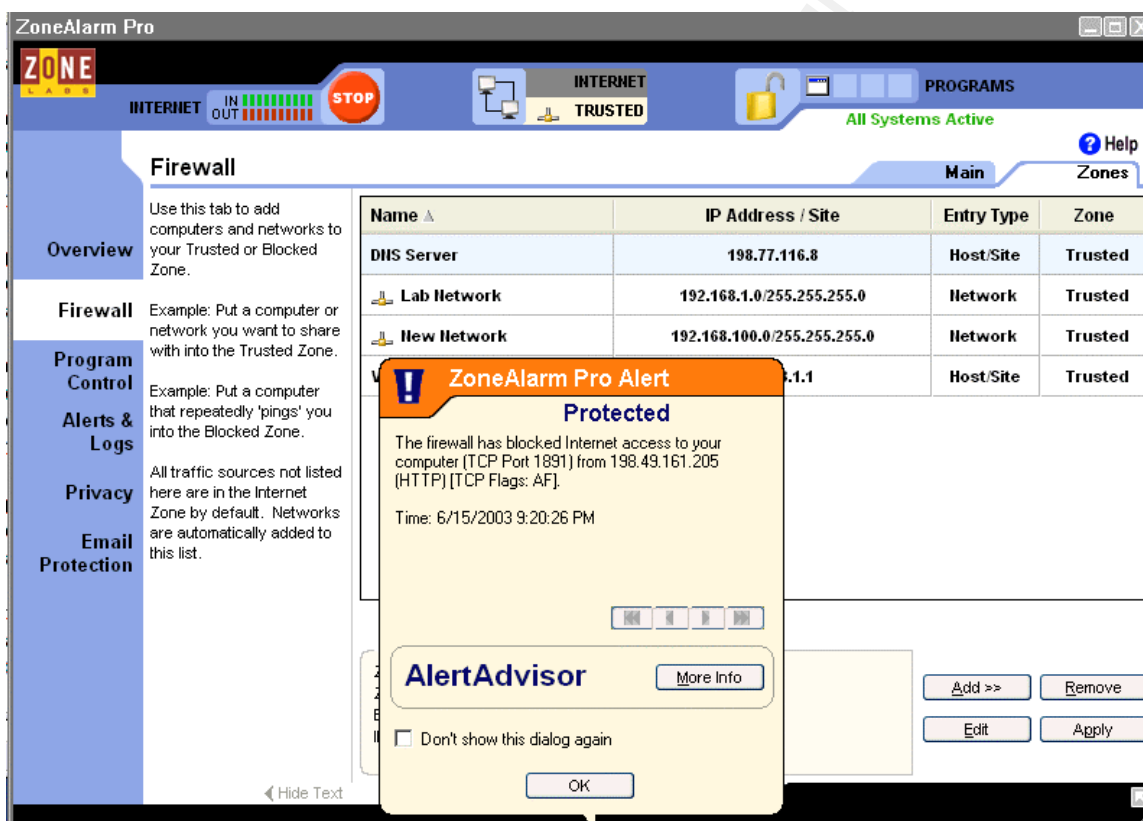 ZoneAlarm Pro
ZONE
LABS
INTERNET IN OUT
STOP
INTERNET
TRUSTED
PROGRAMS
All Systems Active
Help
Firewall
Main
Zones
Overview
Firewall
Program
Control
Alerts &
Logs
Privacy
Email
Protection
Use this tab to add
computers and networks to
your Trusted or Blocked
Zone.
Example: Put a computer or
network you want to share
with into the Trusted Zone.
Example: Put a computer
that repeatedly 'pings' you
into the Blocked Zone.
All traffic sources not listed
here are in the Internet
Zone by default. Networks
are automatically added to
this list.
Hide Text
Name IP Address / Site Entry Type Zone
DNS Server 198.77.116.8 Host/Site Trusted
Lab Network 192.168.1.0/255.255.255.0 Network Trusted
New Network 192.168.100.0/255.255.255.0 Network Trusted
.1.1 Host/Site Trusted
ZoneAlarm Pro Alert
Protected
The firewall has blocked Internet access to your
computer (TCP Port 1891) from 198.49.161.205
(HTTP) [TCP Flags: AF].
Time: 6/15/2003 9:20:26 PM
AlertAdvisor
More Info
Don't show this dialog again
OK
Add >>
Remove
Edit
Apply